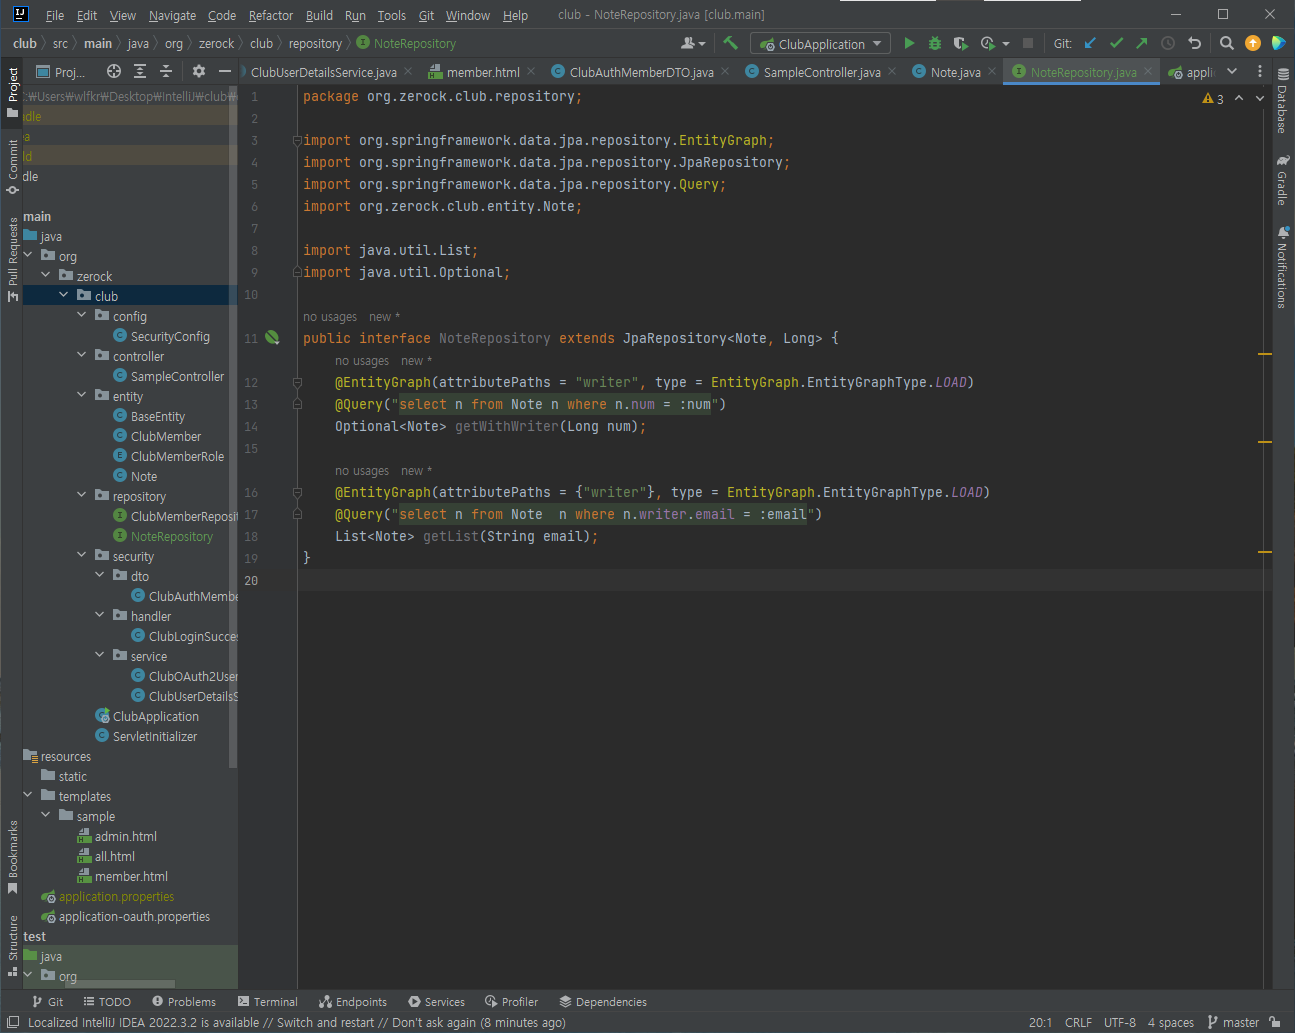 File Edit View Navigate Code Refactor Build Run Tools Git Window Help club - NoteRepository.java [club.main]
club src main java org zerock club repository NoteRepository ClubApplication Git:
Proj... ClubUserDetailsService.java member.html ClubAuthMemberDTO.java SampleController.java Note.java NoteRepository.java appli
Project
Commit
Pull Requests
Bookmarks
Structure
:₩Users₩wlfkr₩Desktop₩IntelliJ₩club₩
dle
a
d
dle
main
java
org
zerock
club
config
SecurityConfig
controller
SampleController
entity
BaseEntity
ClubMember
ClubMemberRole
Note
repository
ClubMemberReposit
NoteRepository
security
dto
ClubAuthMembe
handler
ClubLoginSucces
service
ClubOAuth2User
ClubUserDetailsS
ClubApplication
ServletInitializer
resources
static
templates
sample
admin.html
all.html
member.html
application.properties
application-oauth.properties
test
java
org
3
1 package org.zerock.club.repository;
2
3 import org.springframework.data.jpa.repository.EntityGraph;
4 import org.springframework.data.jpa.repository.JpaRepository;
5 import org.springframework.data.jpa.repository.Query;
6 import org.zerock.club.entity.Note;
7
8 import java.util.List;
9 import java.util.Optional;
10
no usages new *
11 public interface NoteRepository extends JpaRepository<Note, Long> {
no usages new *
12 @EntityGraph(attributePaths = "writer", type = EntityGraph.EntityGraphType.LOAD)
13 @Query("select n from Note n where n.num = :num")
14 Optional<Note> getWithWriter(Long num);
15
no usages new *
16 @EntityGraph(attributePaths = {"writer"}, type = EntityGraph.EntityGraphType.LOAD)
17 @Query("select n from Note  n where n.writer.email = :email")
18 List<Note> getList(String email);
19 }
20
Database
Gradle
Notifications
Git TODO Problems Terminal Endpoints Services Profiler Dependencies
Localized IntelliJ IDEA 2022.3.2 is available // Switch and restart // Don't ask again (8 minutes ago) 20:1 CRLF UTF-8 4 spaces master